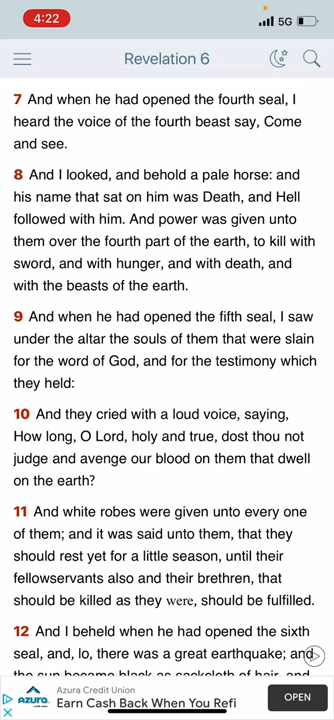 4:22
5G
Revelation 6
7 And when he had opened the fourth seal, I
heard the voice of the fourth beast say, Come
and see.
8 And I looked, and behold a pale horse: and
his name that sat on him was Death, and Hell
followed with him. And power was given unto
them over the fourth part of the earth, to kill with
sword, and with hunger, and with death, and
with the beasts of the earth.
9 And when he had opened the fifth seal, I saw
under the altar the souls of them that were slain
for the word of God, and for the testimony which
they held:
10 And they cried with a loud voice, saying,
How long, O Lord, holy and true, dost thou not
judge and avenge our blood on them that dwell
on the earth?
11 And white robes were given unto every one
of them; and it was said unto them, that they
should rest yet for a little season, until their
fellowservants also and their brethren, that
should be killed as they were, should be fulfilled.
12 And I beheld when he had opened the sixth
seal, and, lo, there was a great earthquake; and
the sun became black as sackcloth of hair, and
Azura Credit Union
AZURA
Earn Cash Back When You Refi
OPEN